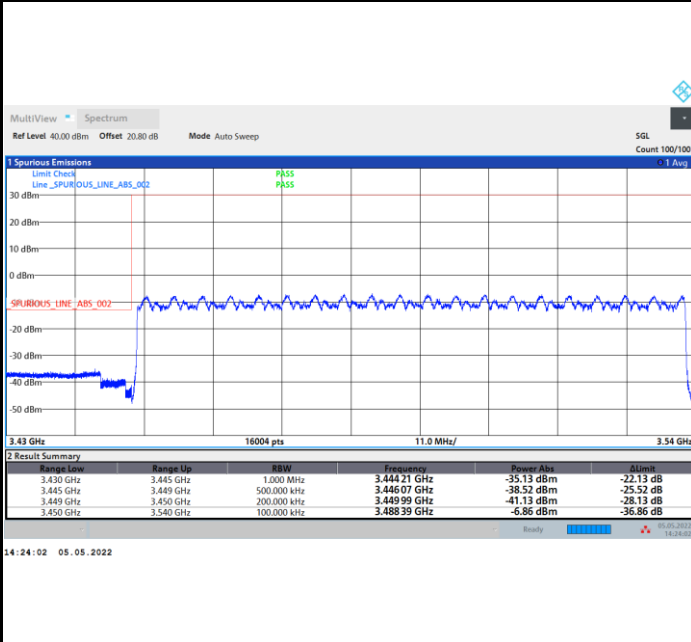 MultiView Spectrum
Ref Level 40.00 dBm Offset 20.80 dB Mode Auto Sweep SGL
Count 100/100
1 Spurious Emissions 1 Avg
Limit Check PASS
Line _SPURIOUS_LINE_ABS_002 PASS
30 dBm
20 dBm
10 dBm
0 dBm
_SPURIOUS_LINE_ABS_002
-20 dBm
-30 dBm
-40 dBm
-50 dBm
3.43 GHz 16004 pts 11.0 MHz/ 3.54 GHz
2 Result Summary
Range Low Range Up RBW Frequency Power Abs ΔLimit
3.430 GHz 3.445 GHz 1.000 MHz 3.444 21 GHz -35.13 dBm -22.13 dB
3.445 GHz 3.449 GHz 500.000 kHz 3.446 07 GHz -38.52 dBm -25.52 dB
3.449 GHz 3.450 GHz 200.000 kHz 3.449 99 GHz -41.13 dBm -28.13 dB
3.450 GHz 3.540 GHz 100.000 kHz 3.488 39 GHz -6.86 dBm -36.86 dB
Ready 05.05.2022
14:24:02
14:24:02 05.05.2022